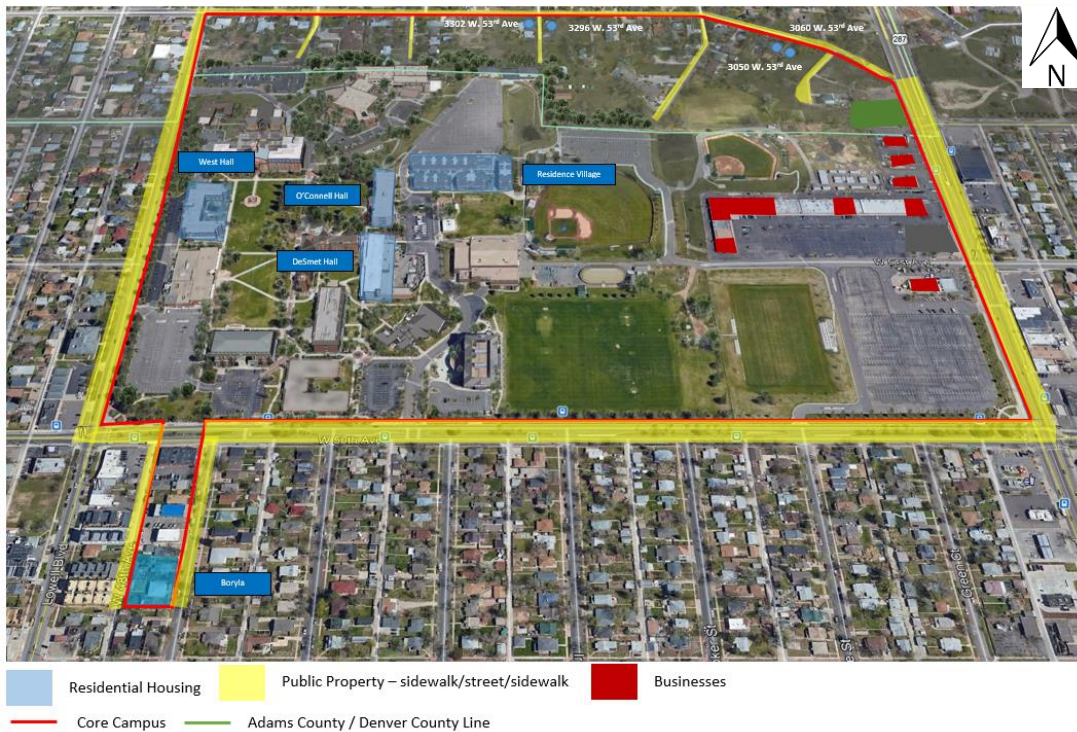 3302 W. 53rd Ave
3296 W. 53rd Ave
3060 W. 53rd Ave
3050 W. 53rd Ave
287
N
West Hall
O'Connell Hall
Residence Village
DeSmet Hall
W 50th Ave
Lowell Blvd
Boryla
Residential Housing
Public Property – sidewalk/street/sidewalk
Businesses
Core Campus
Adams County / Denver County Line